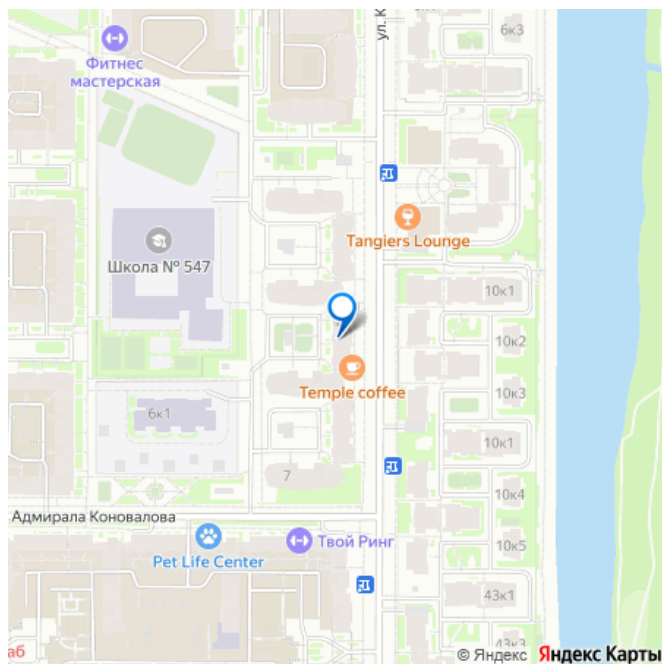 6к3
ул. К
Фитнес
мастерская
Tangiers Lounge
Школа № 547
10к1
10к2
Temple coffee
10к3
6к1
10к1
7
10к4
Адмирала Коновалова
Твой Ринг
10к5
Pet Life Center
43к1
43к3
аб
© Яндекс Яндекс Карты